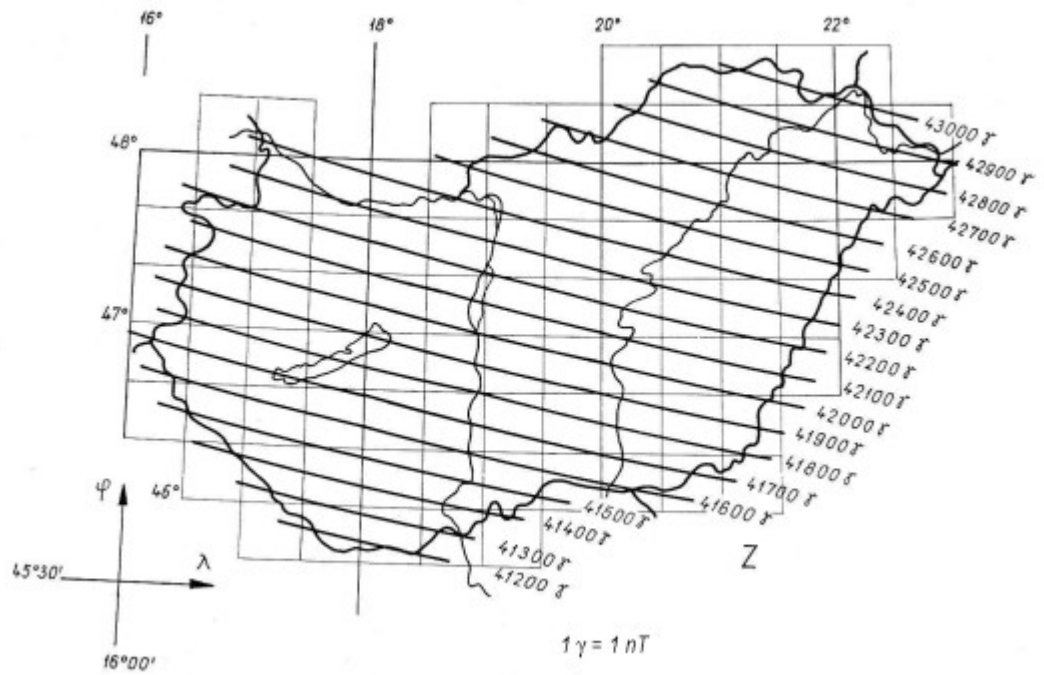 16° 18° 20° 22°
48°
47°
46°
43000 γ
42900 γ
42800 γ
42700 γ
42600 γ
42500 γ
42400 γ
42300 γ
42200 γ
42100 γ
42000 γ
41900 γ
41800 γ
41700 γ
41600 γ
41500 γ
41400 γ
41300 γ
41200 γ
φ
λ
45°30'
16°00'
Z
1 γ = 1 nT